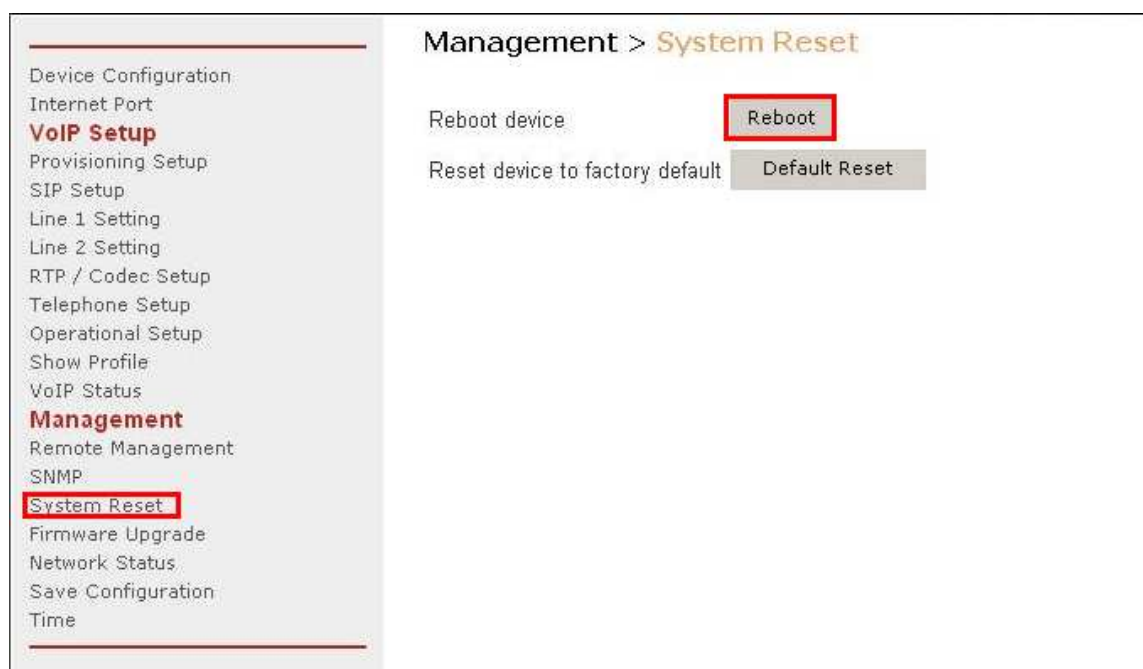 Device Configuration
Internet Port
VoIP Setup
Provisioning Setup
SIP Setup
Line 1 Setting
Line 2 Setting
RTP / Codec Setup
Telephone Setup
Operational Setup
Show Profile
VoIP Status
Management
Remote Management
SNMP
System Reset
Firmware Upgrade
Network Status
Save Configuration
Time
Management > System Reset
Reboot device Reboot
Reset device to factory default Default Reset